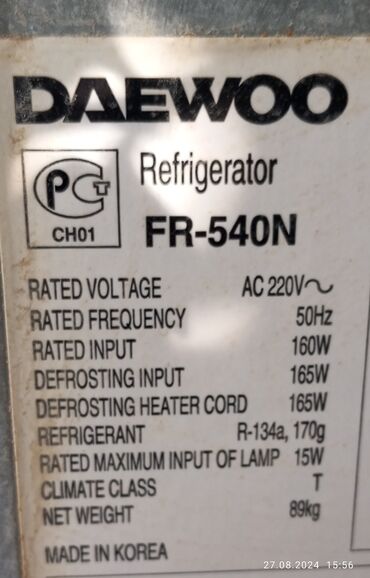 DAEWOO
Refrigerator
РСТ
CH01
FR-540N
RATED VOLTAGE AC 220V~
RATED FREQUENCY 50Hz
RATED INPUT 160W
DEFROSTING INPUT 165W
DEFROSTING HEATER CORD 165W
REFRIGERANT R-134a, 170g
RATED MAXIMUM INPUT OF LAMP 15W
CLIMATE CLASS T
NET WEIGHT 89kg
MADE IN KOREA
27.08.2024 15:56